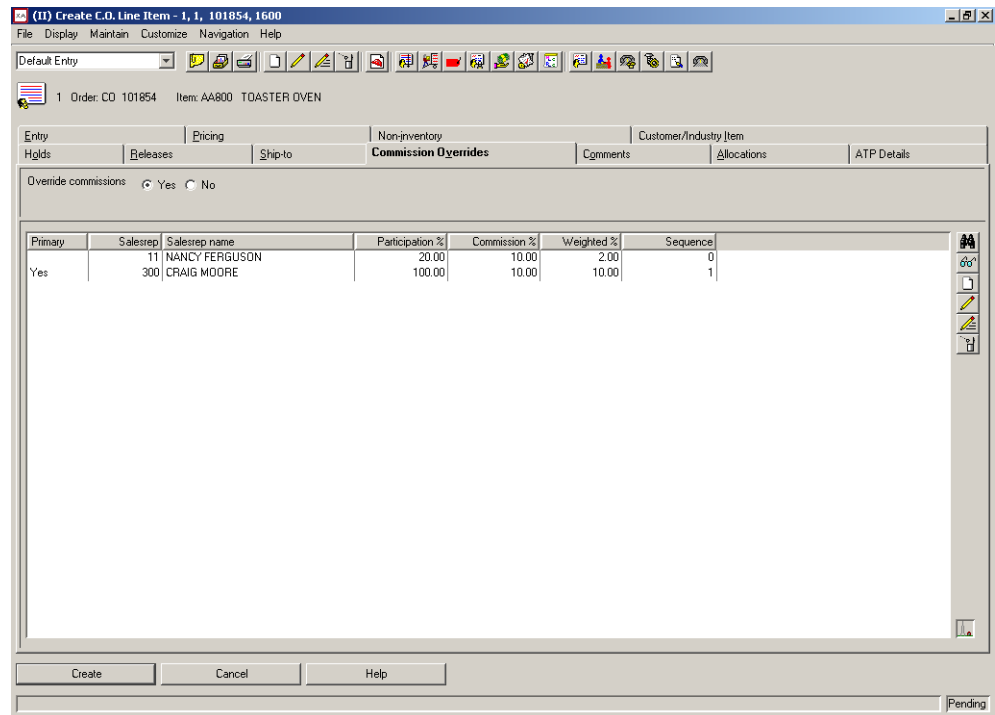 (II) Create C.O. Line Item - 1, 1, 101854, 1600
File Display Maintain Customize Navigation Help
Default Entry
1 Order: CO 101854 Item: AA800 TOASTER OVEN
Entry Pricing Non-inventory Customer/Industry Item
Holds Releases Ship-to Commission Overrides Comments Allocations ATP Details
Override commissions Yes No
Primary Salesrep Salesrep name Participation % Commission % Weighted % Sequence
11 NANCY FERGUSON 20.00 10.00 2.00 0
Yes 300 CRAIG MOORE 100.00 10.00 10.00 1
Create Cancel Help
Pending